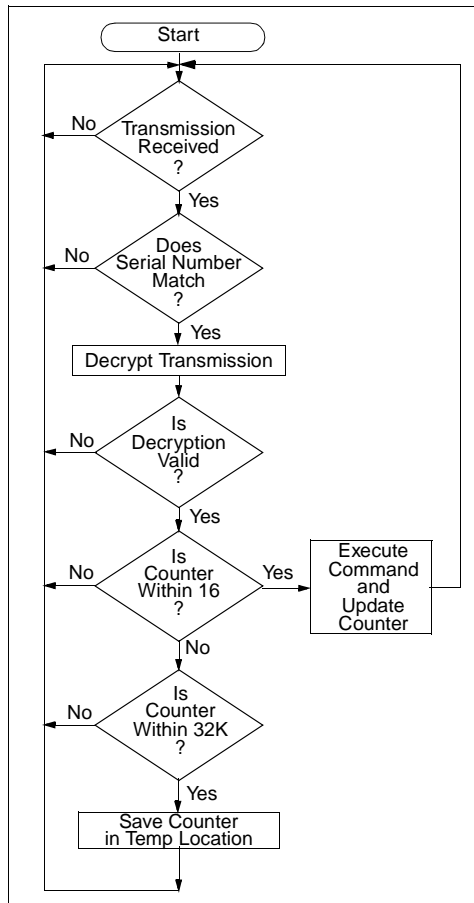 Start
No
Transmission
Received
?
Yes
No
Does
Serial Number
Match
?
Yes
Decrypt Transmission
No
Is
Decryption
Valid
?
Yes
No
Is
Counter
Within 16
?
Yes
Execute
Command
and
Update
Counter
No
No
Is
Counter
Within 32K
?
Yes
Save Counter
in Temp Location